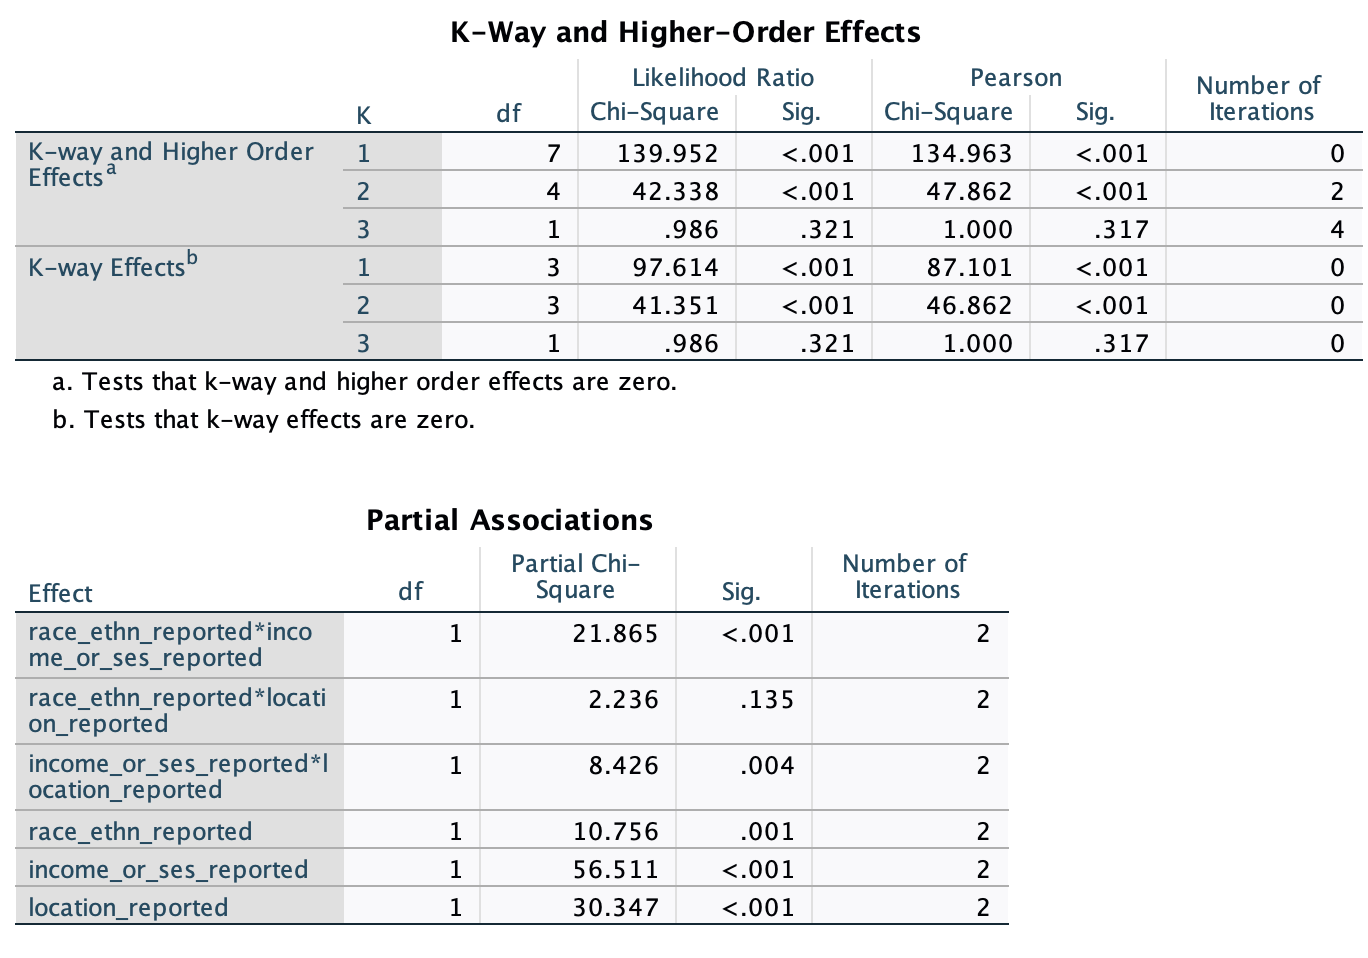 K-Way and Higher-Order Effects
K df Likelihood Ratio Chi-Square Sig. Pearson Chi-Square Sig. Number of Iterations
K-way and Higher Order Effects a 1 7 139.952 <.001 134.963 <.001 0
2 4 42.338 <.001 47.862 <.001 2
3 1 .986 .321 1.000 .317 4
K-way Effects b 1 3 97.614 <.001 87.101 <.001 0
2 3 41.351 <.001 46.862 <.001 0
3 1 .986 .321 1.000 .317 0
a. Tests that k-way and higher order effects are zero.
b. Tests that k-way effects are zero.
Partial Associations
Effect df Partial Chi-Square Sig. Number of Iterations
race_ethn_reported*inco
me_or_ses_reported 1 21.865 <.001 2
race_ethn_reported*locati
on_reported 1 2.236 .135 2
income_or_ses_reported*l
ocation_reported 1 8.426 .004 2
race_ethn_reported 1 10.756 .001 2
income_or_ses_reported 1 56.511 <.001 2
location_reported 1 30.347 <.001 2